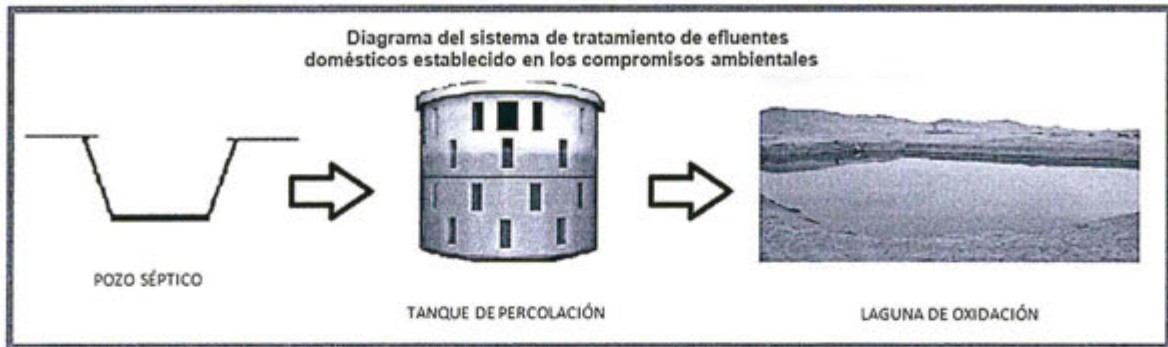 Diagrama del sistema de tratamiento de efluentes
domésticos establecido en los compromisos ambientales
POZO SÉPTICO
TANQUE DE PERCOLACIÓN
LAGUNA DE OXIDACIÓN